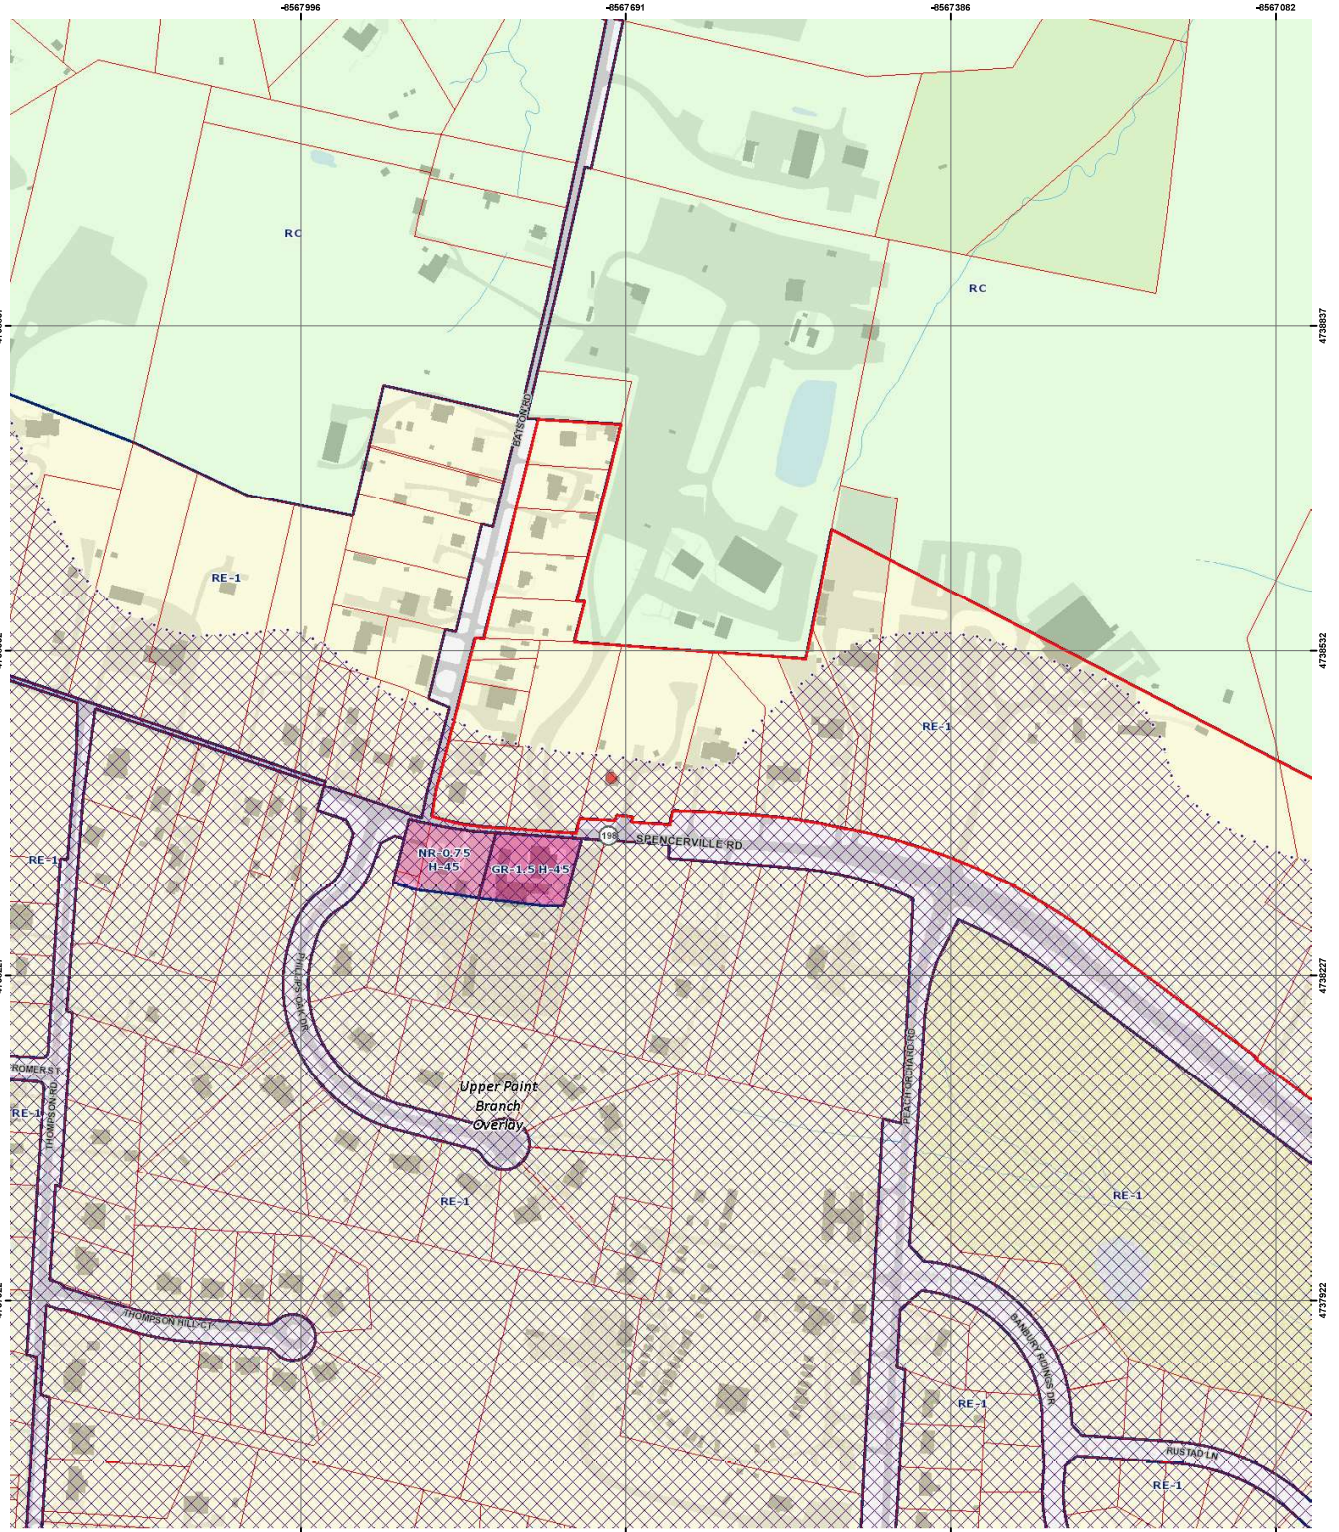 -8567996
-8567691
-8567386
-8567082
RC
RC
4738837
BATSON RD
RE-1
4738532
RE-1
198
SPENCERVILLE RD
NR-0.75
H-45
GR-1.5 H-45
RE-1
PHILLIPS OAK DR
4738227
ROMER ST
PEACH ORCHARD RD
Upper Paint
Branch
Overlay
RE-1
THOMPSON RD
RE-1
RE-1
4737922
THOMPSON HILL CT
BANBURY RIDINGS DR
RE-1
RUSTAD LN
RE-1